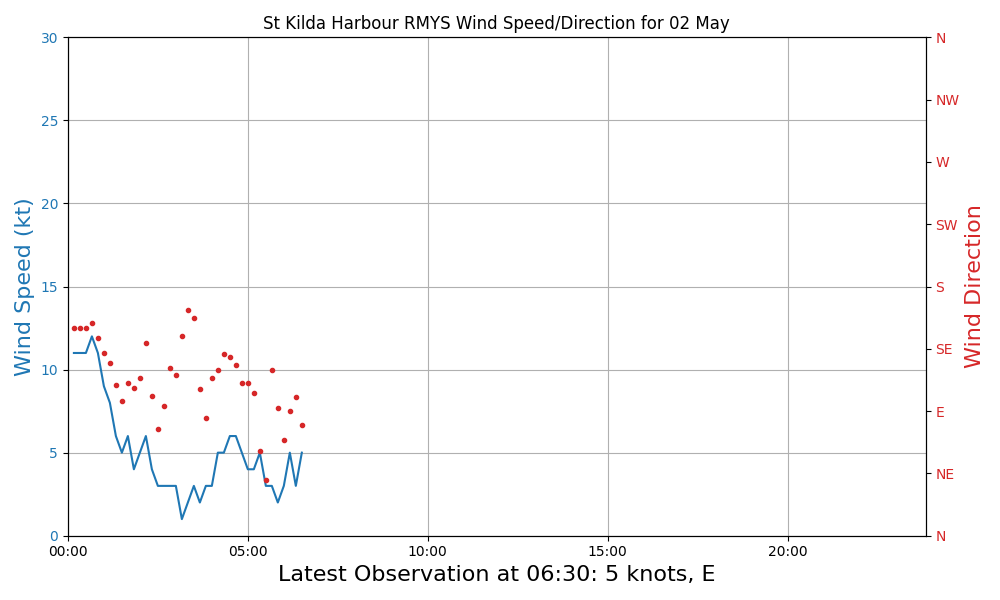 St Kilda Harbour RMYS Wind Speed/Direction for 02 May
30
25
20
15
10
5
0
Wind Speed (kt)
N
NW
W
SW
S
SE
E
NE
N
Wind Direction
00:00 05:00 10:00 15:00 20:00
Latest Observation at 06:30: 5 knots, E